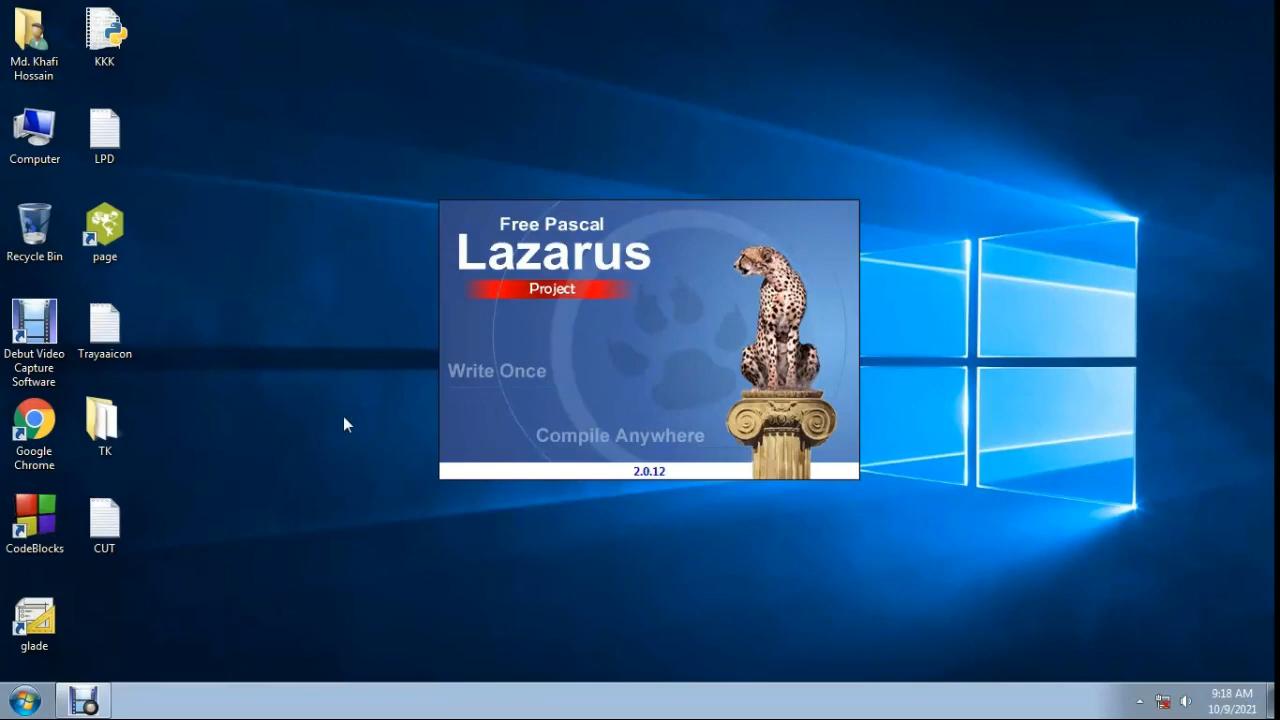 Md. Khafi
Hossain
KKK
Computer
LPD
Recycle Bin
page
Debut Video
Capture
Software
Trayaaicon
Google
Chrome
TK
CodeBlocks
CUT
glade
Free Pascal
Lazarus
Project
Write Once
Compile Anywhere
2.0.12
9:18 AM
10/9/2021